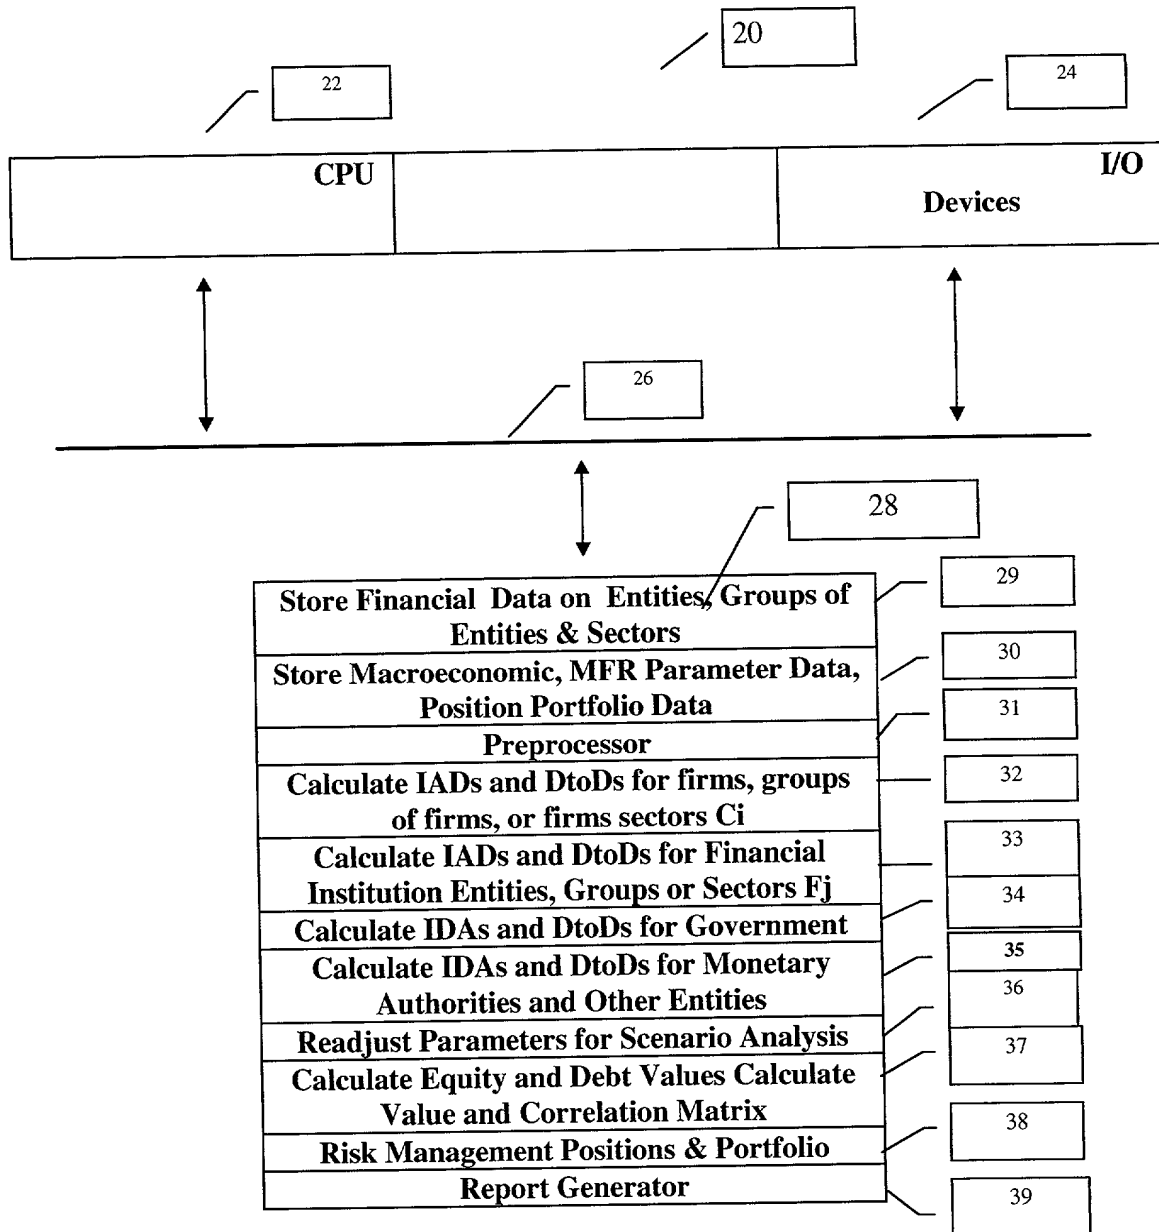 20
22
24
CPU
I/O
Devices
26
28
Store Financial Data on Entities, Groups of
Entities & Sectors
29
Store Macroeconomic, MFR Parameter Data,
Position Portfolio Data
30
Preprocessor
31
Calculate IADs and DtoDs for firms, groups
of firms, or firms sectors Ci
32
Calculate IADs and DtoDs for Financial
Institution Entities, Groups or Sectors Fj
33
Calculate IDAs and DtoDs for Government
34
Calculate IDAs and DtoDs for Monetary
Authorities and Other Entities
35
Readjust Parameters for Scenario Analysis
36
Calculate Equity and Debt Values Calculate
Value and Correlation Matrix
37
Risk Management Positions & Portfolio
38
Report Generator
39